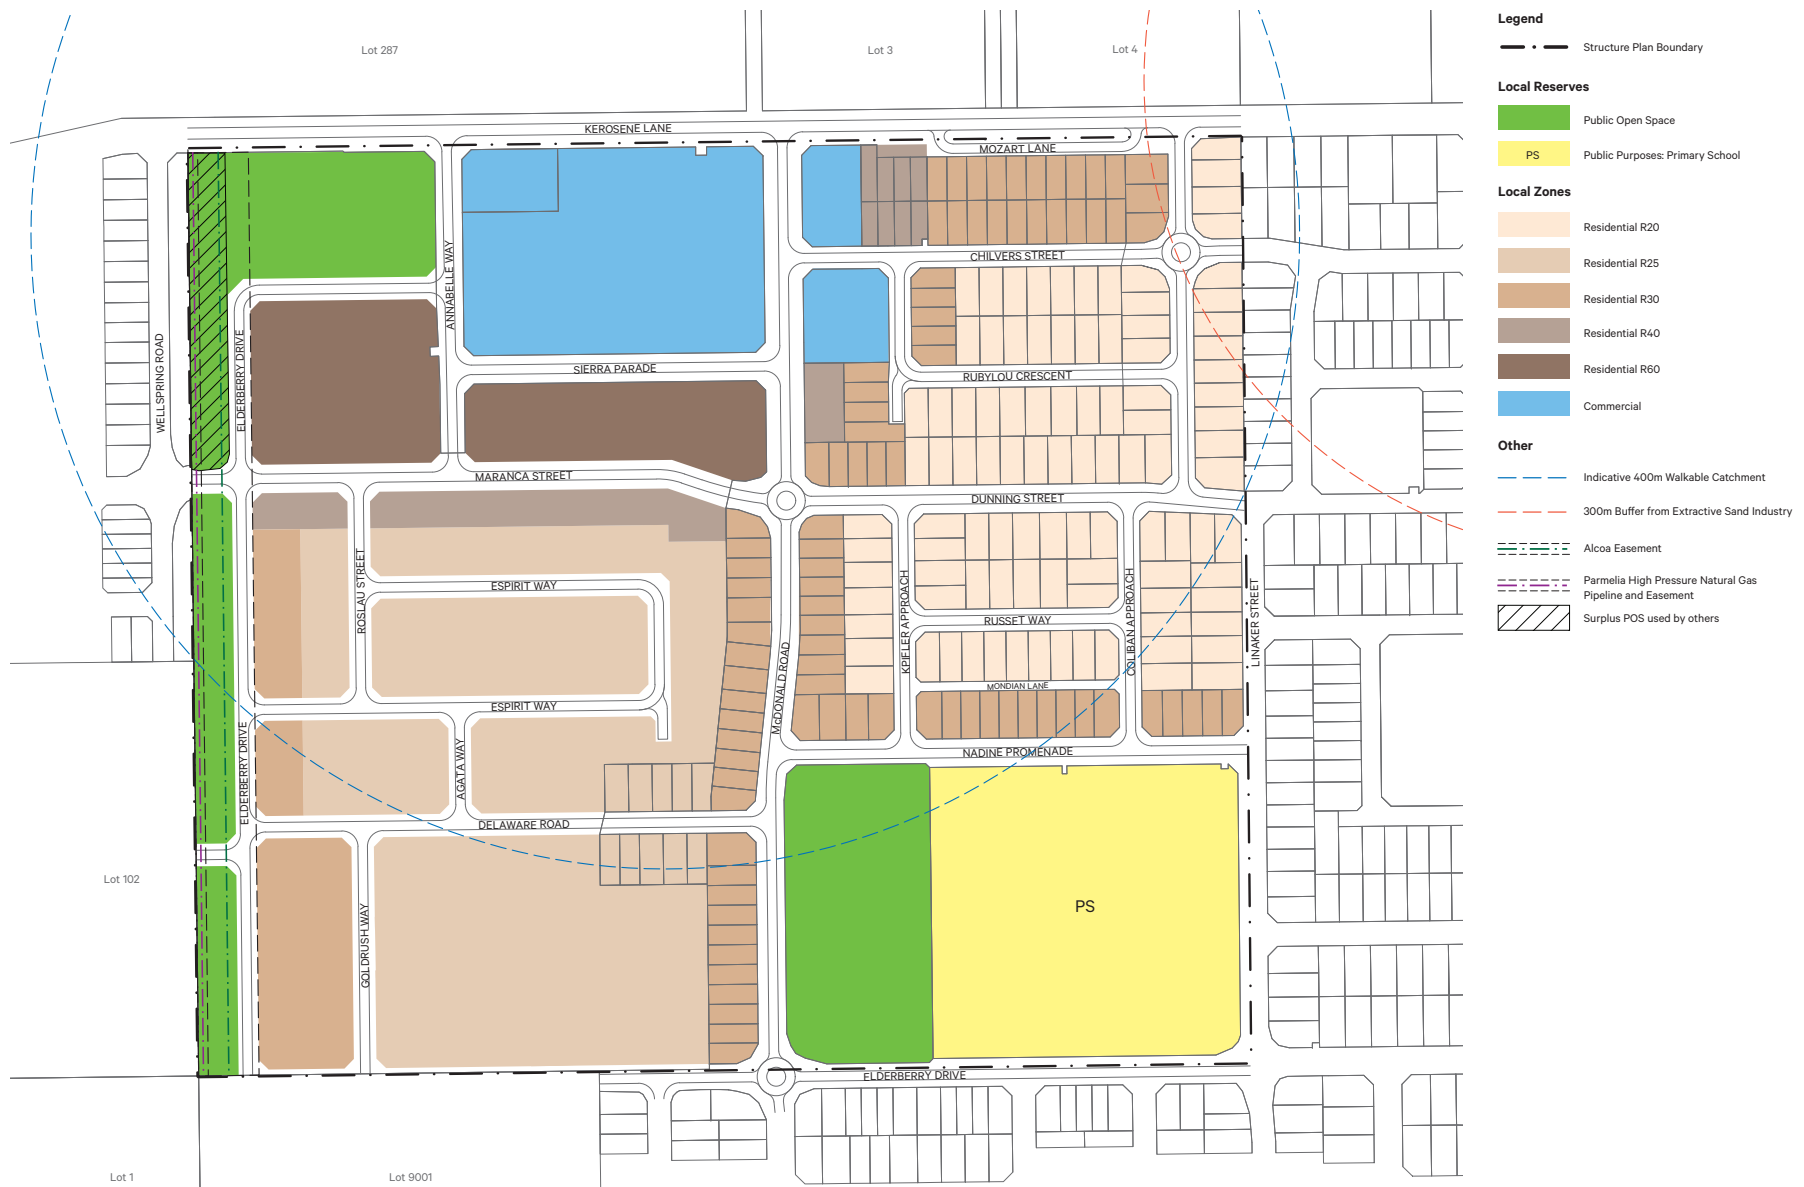 Lot 287
Lot 3
Lot 4
KEROSENE LANE
MOZART LANE
CHILVERS STREET
ANNABELLE WAY
WELLSPRING ROAD
ELDERBERRY DRIVE
SIERRA PARADE
RUBYLOU CRESCENT
MARANCA STREET
DUNNING STREET
ROSLAU STREET
ESPIRIT WAY
KPIFLER APPROACH
RUSSET WAY
COLIBAN APPROACH
LINAKER STREET
McDONALD ROAD
MONDIAN LANE
ESPIRIT WAY
ELDERBERRY DRIVE
AGATA WAY
NADINE PROMENADE
DELAWARE ROAD
Lot 102
GOLDRUSH WAY
PS
ELDERBERRY DRIVE
Lot 1
Lot 9001
Legend
Structure Plan Boundary
Local Reserves
Public Open Space
PS
Public Purposes: Primary School
Local Zones
Residential R20
Residential R25
Residential R30
Residential R40
Residential R60
Commercial
Other
Indicative 400m Walkable Catchment
300m Buffer from Extractive Sand Industry
Alcoa Easement
Parmelia High Pressure Natural Gas
Pipeline and Easement
Surplus POS used by others